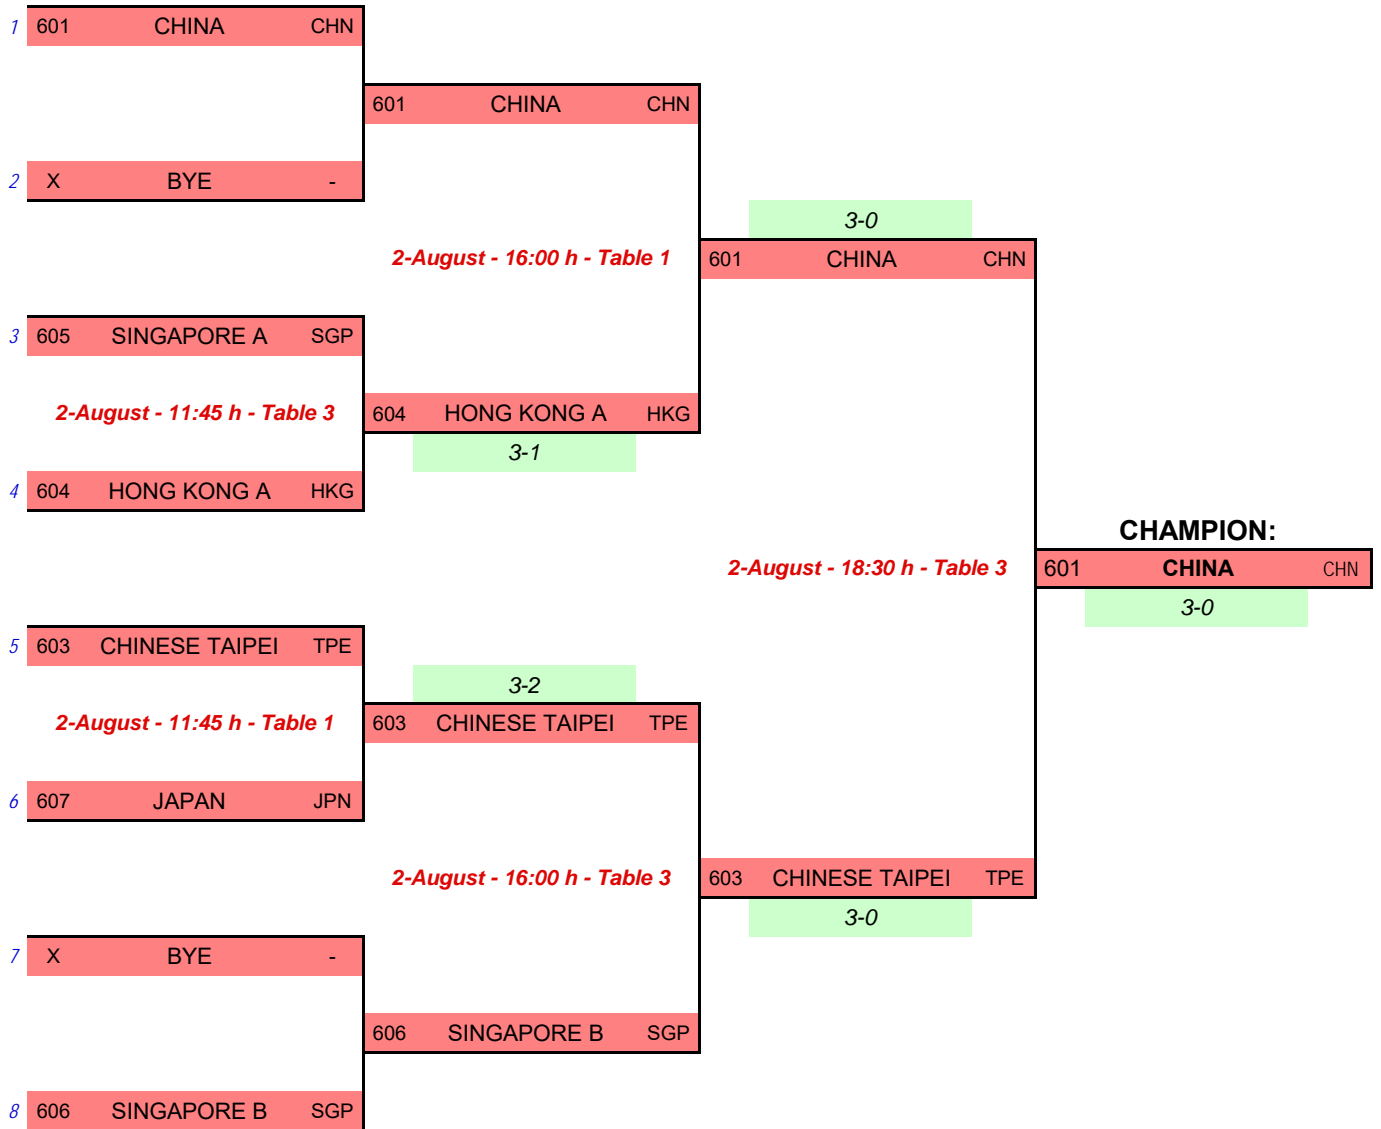 1 601 CHINA CHN
601 CHINA CHN
2 X BYE -
3-0
2-August - 16:00 h - Table 1
601 CHINA CHN
3 605 SINGAPORE A SGP
2-August - 11:45 h - Table 3
604 HONG KONG A HKG
3-1
4 604 HONG KONG A HKG
CHAMPION:
2-August - 18:30 h - Table 3
601 CHINA CHN
3-0
5 603 CHINESE TAIPEI TPE
3-2
2-August - 11:45 h - Table 1
603 CHINESE TAIPEI TPE
6 607 JAPAN JPN
2-August - 16:00 h - Table 3
603 CHINESE TAIPEI TPE
3-0
7 X BYE -
606 SINGAPORE B SGP
8 606 SINGAPORE B SGP